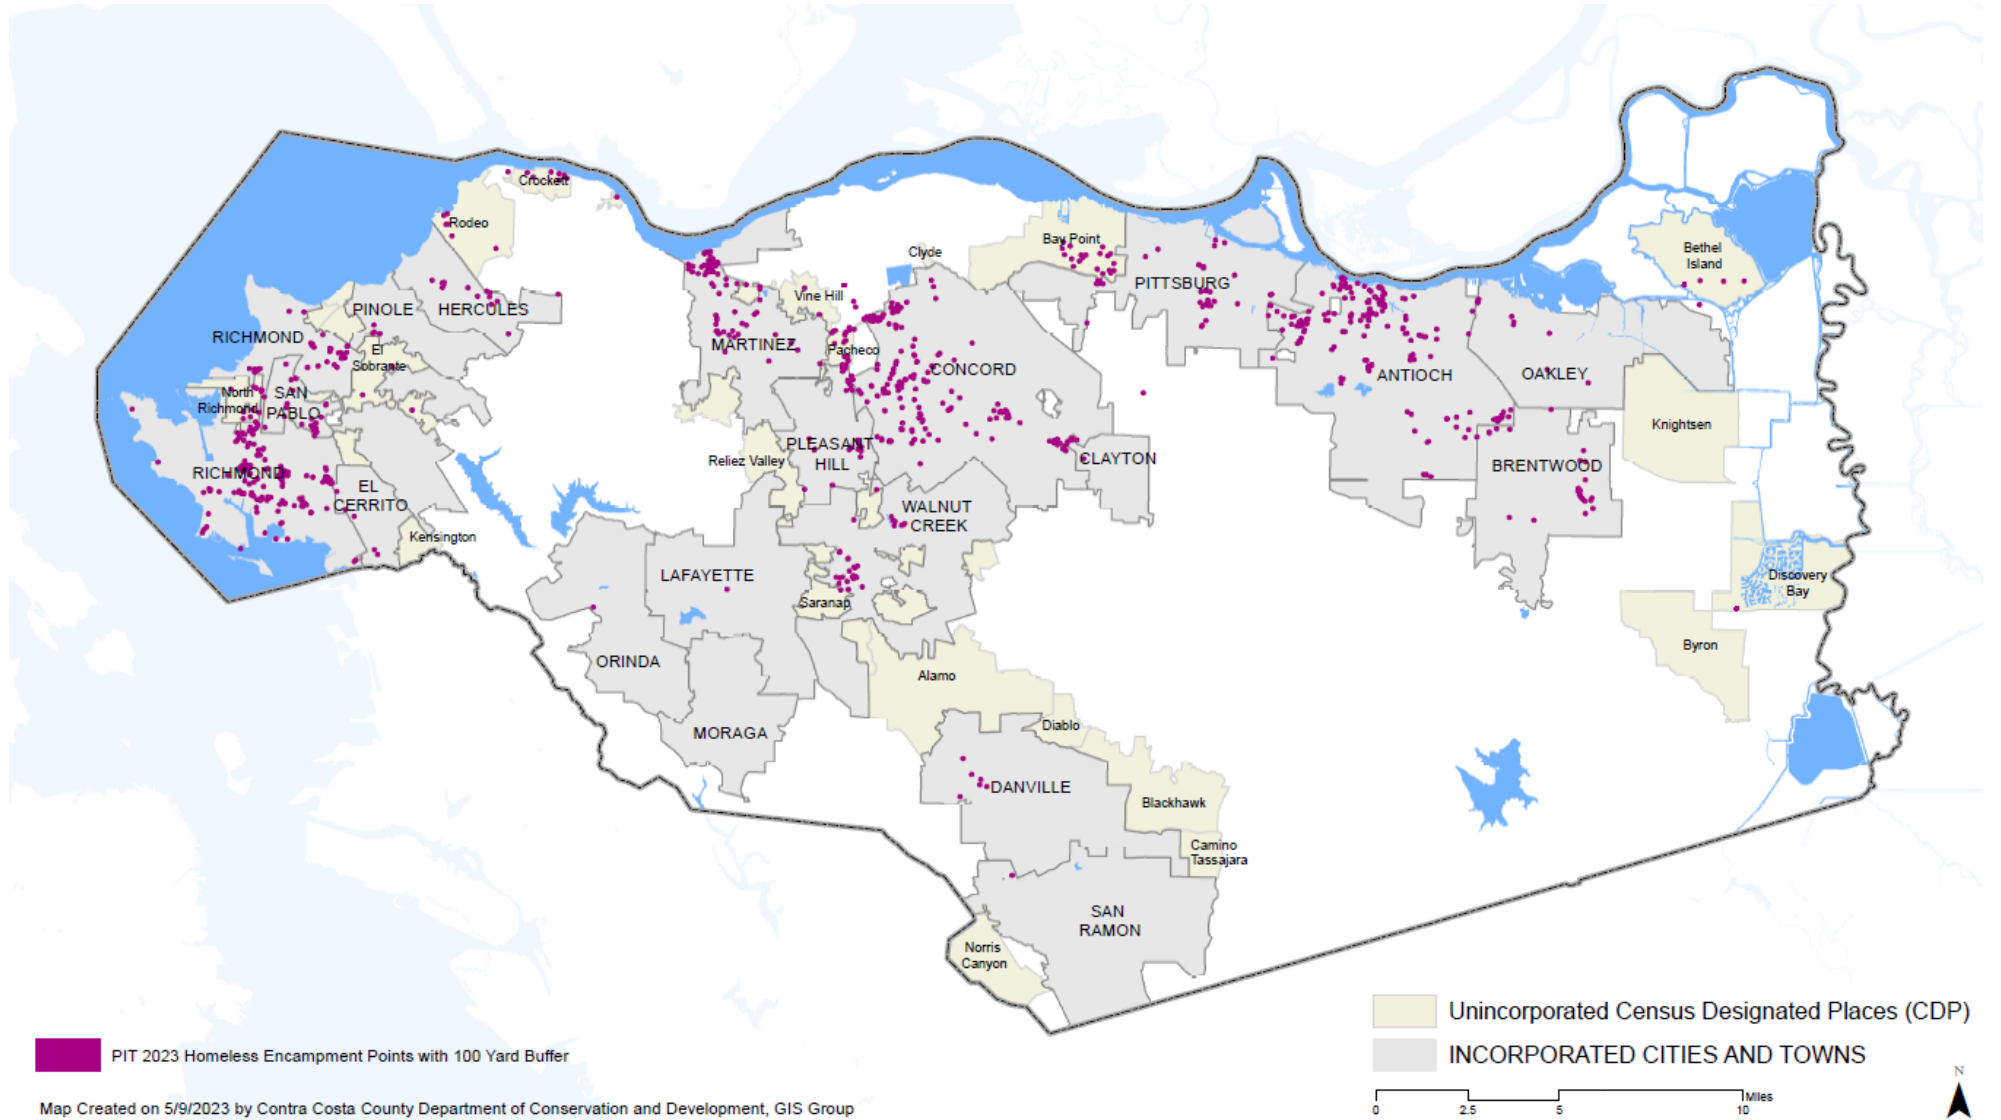 Crockett
Rodeo
Bay Point
Clyde
Bethel
Island
PITTSBURG
Vine Hill
PINOLE
HERCULES
RICHMOND
MARTINEZ
Pacheco
El
Sobrante
CONCORD
ANTIOCH
OAKLEY
North
Richmond
SAN
PABLO
Knightsen
PLEASANT
HILL
Reliez Valley
CLAYTON
BRENTWOOD
RICHMOND
EL
CERRITO
WALNUT
CREEK
Kensington
LAFAYETTE
Saranap
Discovery
Bay
Byron
ORINDA
Alamo
MORAGA
Diablo
DANVILLE
Blackhawk
Camino
Tassajara
SAN
RAMON
Norris
Canyon
Unincorporated Census Designated Places (CDP)
INCORPORATED CITIES AND TOWNS
PIT 2023 Homeless Encampment Points with 100 Yard Buffer
N
Miles
0 2.5 5 10
Map Created on 5/9/2023 by Contra Costa County Department of Conservation and Development, GIS Group